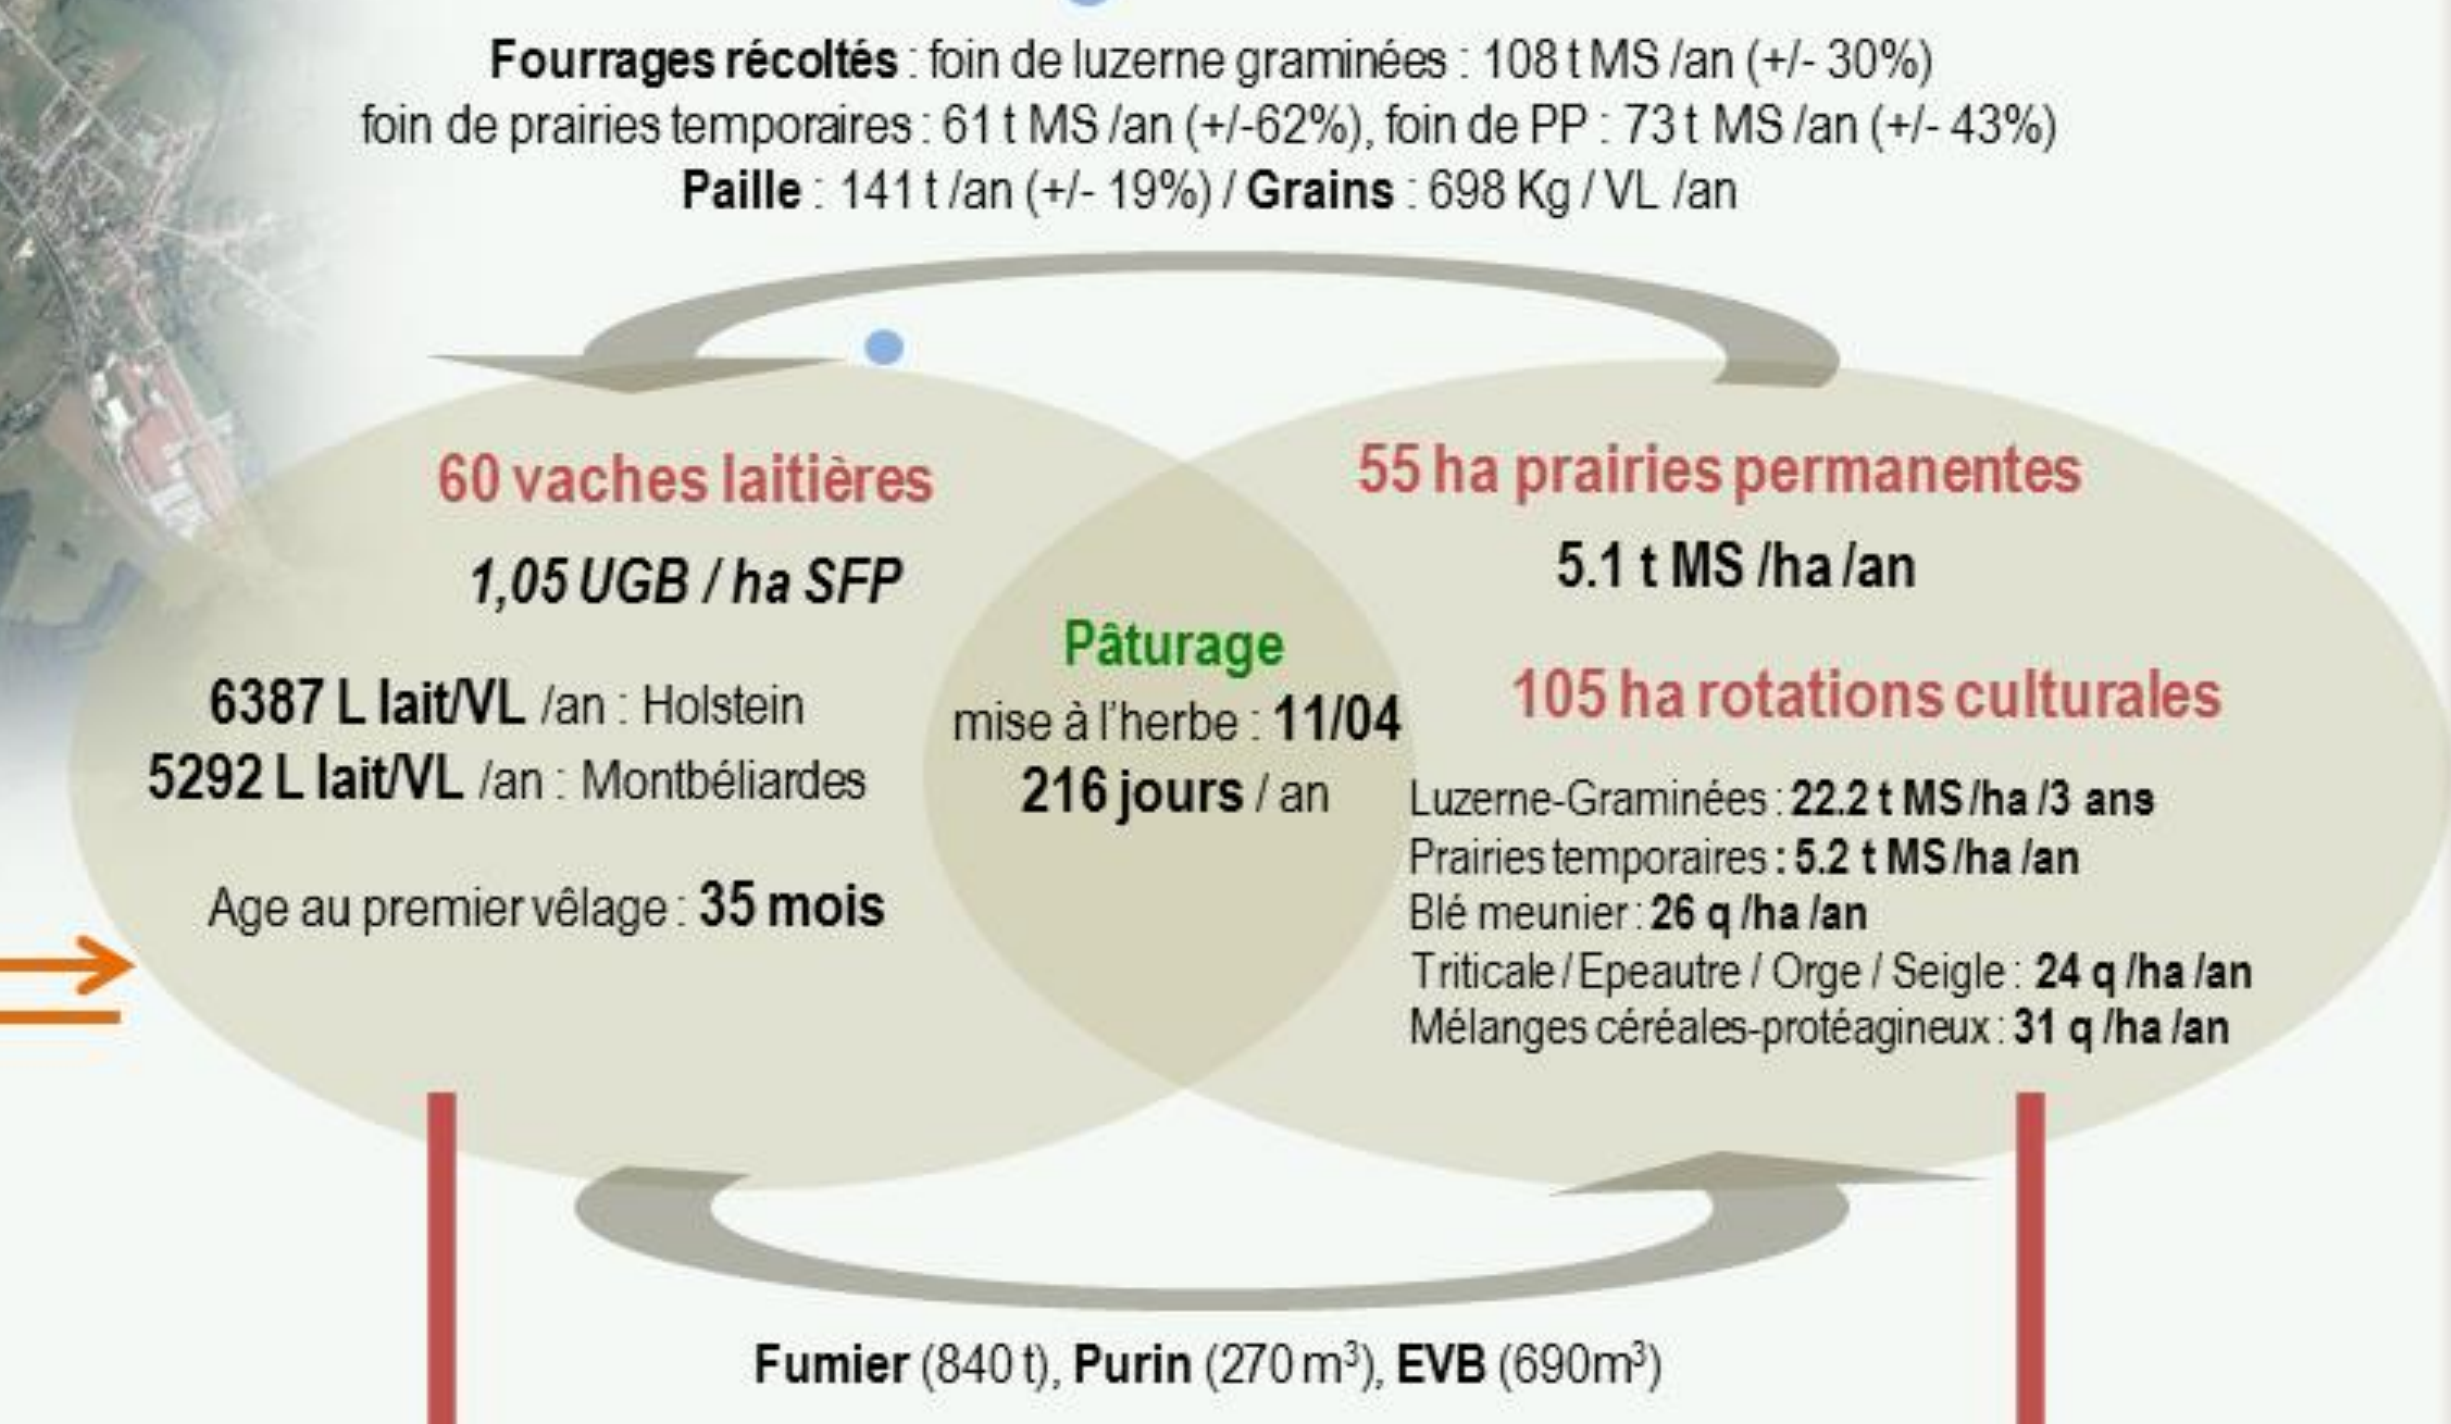 Fourrages récoltés : foin de luzerne graminées : 108 t MS /an (+/- 30%)
foin de prairies temporaires : 61 t MS /an (+/-62%), foin de PP : 73 t MS /an (+/- 43%)
Paille : 141 t /an (+/- 19%) / Grains : 698 Kg / VL /an
60 vaches laitières
1,05 UGB / ha SFP
6387 L lait/VL /an : Holstein
5292 L lait/VL /an : Montbéliardes
Age au premier vêlage : 35 mois
Pâturage
mise à l'herbe : 11/04
216 jours / an
55 ha prairies permanentes
5.1 t MS /ha /an
105 ha rotations culturales
Luzerne-Graminées : 22.2 t MS /ha /3 ans
Prairies temporaires : 5.2 t MS /ha /an
Blé meunier : 26 q /ha /an
Triticale / Epeautre / Orge / Seigle : 24 q /ha /an
Mélanges céréales-protéagineux : 31 q /ha /an
Fumier (840 t), Purin (270 m³), EVB (690m³)